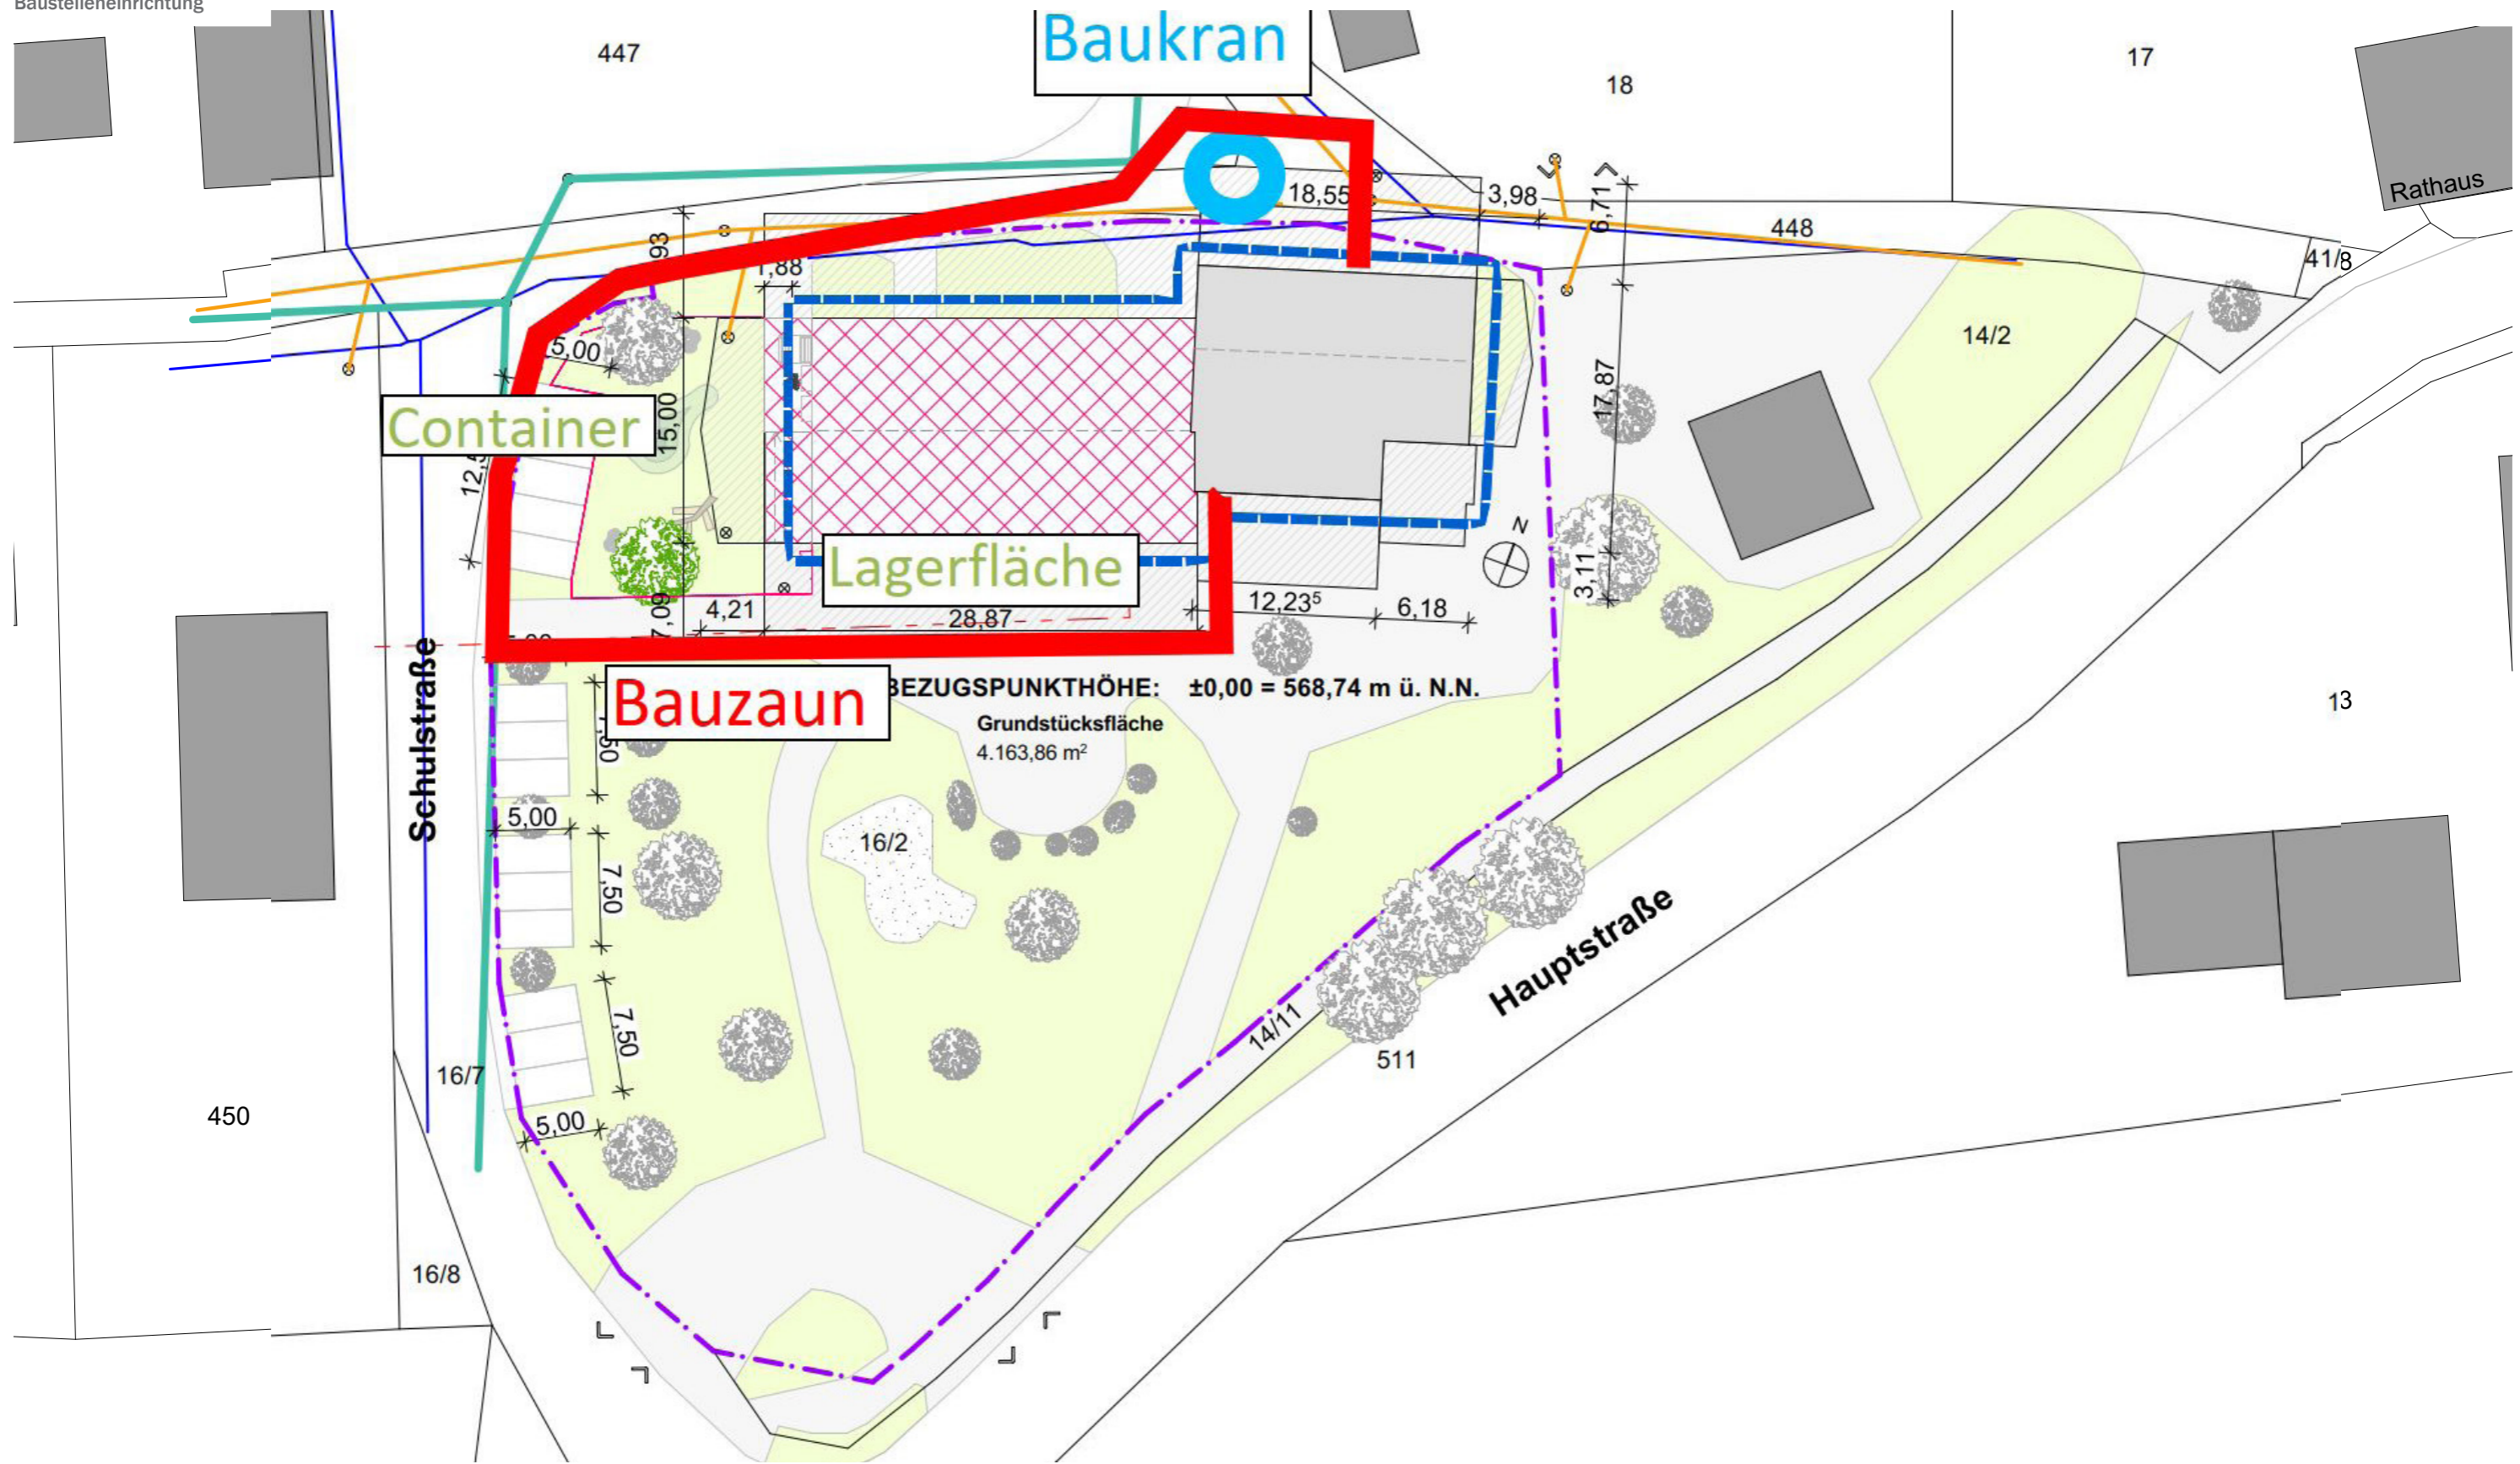 Baustelleneinrichtung
Baukran
447
18
17
Rathaus
18,55
3,98
6,71
448
41/8
93
1,88
14/2
5,00
15,00
17,87
Container
Lagerfläche
N
3,11
7,09
4,21
28,87
12,23⁵
6,18
Schulstraße
Bauzaun
BEZUGSPUNKTHÖHE: ±0,00 = 568,74 m ü. N.N.
Grundstücksfläche
4.163,86 m²
13
5,00
16/2
7,50
Hauptstraße
7,50
14/11
511
16/7
450
5,00
16/8